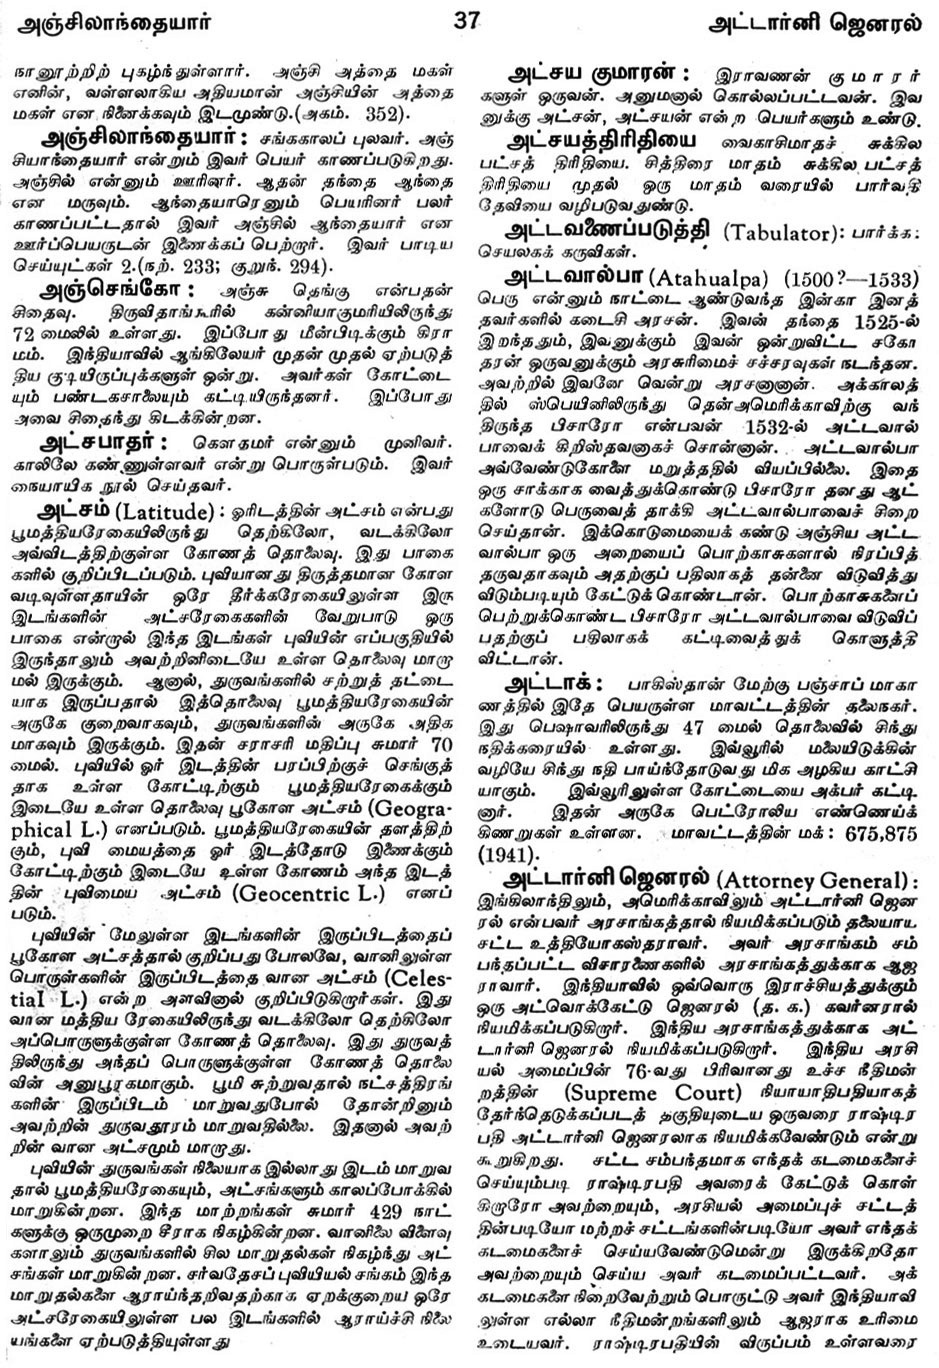 அஞ்சிலாந்தையார்
37
அட்டார்னி ஜெனரல்
நானூற்றிற் புகழ்ந்துள்ளார். அஞ்சி அத்தை மகள்
எனின், வள்ளலாகிய அதியமான் அஞ்சியின் அத்தை
மகள் என நினைக்கவும் இடமுண்டு.(அகம். 352).
அஞ்சிலாந்தையார் : சங்ககாலப் புலவர். அஞ்
சியாந்தையார் என்றும் இவர் பெயர் காணப்படுகிறது.
அஞ்சில் என்னும் ஊரினர். ஆதன் தந்தை ஆந்தை
என மருவும். ஆந்தையாரெனும் பெயரினர் பலர்
காணப்பட்டதால் இவர் அஞ்சில் ஆந்தையார் என
ஊர்ப்பெயருடன் இணைக்கப் பெற்றார். இவர் பாடிய
செய்யுட்கள் 2.(நற். 233; குறுந். 294).
அஞ்செங்கோ : அஞ்சு தெங்கு என்பதன்
சிதைவு. திருவிதாங்கூரில் கன்னியாகுமரியிலிருந்து
72 மைலில் உள்ளது. இப்போது மீன்பிடிக்கும் கிரா
மம். இந்தியாவில் ஆங்கிலேயர் முதன் முதல் ஏற்படுத்
திய குடியிருப்புக்களுள் ஒன்று. அவர்கள் கோட்டை
யும் பண்டகசாலையும் கட்டியிருந்தனர். இப்போது
அவை சிதைந்து கிடக்கின்றன.
அட்சபாதர் : கௌதமர் என்னும் முனிவர்.
காலிலே கண்ணுள்ளவர் என்று பொருள்படும். இவர்
நையாயிக நூல் செய்தவர்.
அட்சம் (Latitude) : ஓரிடத்தின் அட்சம் என்பது
பூமத்தியரேகையிலிருந்து தெற்கிலோ, வடக்கிலோ
அவ்விடத்திற்குள்ள கோணத் தொலைவு. இது பாகை
களில் குறிப்பிடப்படும். புவியானது திருத்தமான கோள
வடிவுள்ளதாயின் ஒரே தீர்க்கரேகையிலுள்ள இரு
இடங்களின் அட்சரேகைகளின் வேறுபாடு ஒரு
பாகை என்றால் இந்த இடங்கள் புவியின் எப்பகுதியில்
இருந்தாலும் அவற்றினிடையே உள்ள தொலைவு மாறா
மல் இருக்கும். ஆனால், துருவங்களில் சற்றுத் தட்டை
யாக இருப்பதால் இத்தொலைவு பூமத்தியரேகையின்
அருகே குறைவாகவும், துருவங்களின் அருகே அதிக
மாகவும் இருக்கும். இதன் சராசரி மதிப்பு சுமார் 70
மைல். புவியில் ஓர் இடத்தின் பரப்பிற்குச் செங்குத்
தாக உள்ள கோட்டிற்கும் பூமத்தியரேகைக்கும்
இடையே உள்ள தொலைவு பூகோள அட்சம் (Geogra-
phical L.) எனப்படும். பூமத்தியரேகையின் தளத்திற்
கும், புவி மையத்தை ஓர் இடத்தோடு இணைக்கும்
கோட்டிற்கும் இடையே உள்ள கோணம் அந்த இடத்
தின் புவிமைய அட்சம் (Geocentric L.) எனப்
படும்.
புவியின் மேலுள்ள இடங்களின் இருப்பிடத்தைப்
பூகோள அட்சத்தால் குறிப்பது போலவே, வானிலுள்ள
பொருள்களின் இருப்பிடத்தை வான அட்சம் (Celes-
tial L.) என்ற அளவினால் குறிப்பிடுகிறார்கள். இது
வான மத்திய ரேகையிலிருந்து வடக்கிலோ தெற்கிலோ
அப்பொருளுக்குள்ள கோணத் தொலைவு. இது துருவத்
திலிருந்து அந்தப் பொருளுக்குள்ள கோணத் தொலை
வின் அனுபூரகமாகும். பூமி சுற்றுவதால் நட்சத்திரங்
களின் இருப்பிடம் மாறுவதுபோல் தோன்றினும்
அவற்றின் துருவதூரம் மாறுவதில்லை. இதனால் அவற்
றின் வான அட்சமும் மாறாது.
புவியின் துருவங்கள் நிலையாக இல்லாது இடம் மாறுவ
தால் பூமத்தியரேகையும், அட்சங்களும் காலப்போக்கில்
மாறுகின்றன. இந்த மாற்றங்கள் சுமார் 429 நாட்
களுக்கு ஒருமுறை சீராக நிகழ்கின்றன. வானிலை விளைவு
களாலும் துருவங்களில் சில மாறுதல்கள் நிகழ்ந்து அட்
சங்கள் மாறுகின்றன. சர்வதேசப் புவியியல் சங்கம் இந்த
மாறுதல்களை ஆராய்ந்தறிவதற்காக ஏறக்குறைய ஒரே
அட்சரேகையிலுள்ள பல இடங்களில் ஆராய்ச்சி நிலை
யங்களை ஏற்படுத்தியுள்ளது
அட்சய குமாரன் : இராவணன் குமாரர்
களுள் ஒருவன். அனுமனால் கொல்லப்பட்டவன். இவ
னுக்கு அட்சன், அட்சயன் என்ற பெயர்களும் உண்டு.
அட்சயத்திரிதியை வைகாசிமாதச் சுக்கில
பட்சத் திரிதியை. சித்திரை மாதம் சுக்கில பட்சத்
திரிதியை முதல் ஒரு மாதம் வரையில் பார்வதி
தேவியை வழிபடுவதுண்டு.
அட்டவணைப்படுத்தி (Tabulator): பார்க்க:
செயலகக் கருவிகள்.
அட்டவால்பா (Atahualpa) (1500 ?—1533)
பெரு என்னும் நாட்டை ஆண்டுவந்த இன்கா இனத்
தவர்களில் கடைசி அரசன். இவன் தந்தை 1525-ல்
இறந்ததும், இவனுக்கும் இவன் ஒன்றுவிட்ட சகோ
தரன் ஒருவனுக்கும் அரசுரிமைச் சச்சரவுகள் நடந்தன.
அவற்றில் இவனே வென்று அரசனானான். அக்காலத்
தில் ஸ்பெயினிலிருந்து தென்அமெரிக்காவிற்கு வந்
திருந்த பிசாரோ என்பவன் 1532-ல் அட்டவால்
பாவைக் கிறிஸ்தவனாகச் சொன்னான். அட்டவால்பா
அவ்வேண்டுகோளை மறுத்ததில் வியப்பில்லை. இதை
ஒரு சாக்காக வைத்துக்கொண்டு பிசாரோ தனது ஆட்
களோடு பெருவைத் தாக்கி அட்டவால்பாவைச் சிறை
செய்தான். இக்கொடுமையைக் கண்டு அஞ்சிய அட்ட
வால்பா ஒரு அறையைப் பொற்காசுகளால் நிரப்பித்
தருவதாகவும் அதற்குப் பதிலாகத் தன்னை விடுவித்து
விடும்படியும் கேட்டுக்கொண்டான். பொற்காசுகளைப்
பெற்றுக்கொண்ட பிசாரோ அட்டவால்பாவை விடுவிப்
பதற்குப் பதிலாகக் கட்டிவைத்துக் கொளுத்தி
விட்டான்.
அட்டாக் : பாகிஸ்தான் மேற்கு பஞ்சாப் மாகா
ணத்தில் இதே பெயருள்ள மாவட்டத்தின் தலைநகர்.
இது பெஷாவரிலிருந்து 47 மைல் தொலைவில் சிந்து
நதிக்கரையில் உள்ளது. இவ்வூரில் மலையிடுக்கின்
வழியே சிந்து நதி பாய்ந்தோடுவது மிக அழகிய காட்சி
யாகும். இவ்வூரிலுள்ள கோட்டையை அக்பர் கட்டி
னார். இதன் அருகே பெட்ரோலிய எண்ணெய்க்
கிணறுகள் உள்ளன. மாவட்டத்தின் மக் : 675,875
(1941).
அட்டார்னி ஜெனரல் (Attorney General) :
இங்கிலாந்திலும், அமெரிக்காவிலும் அட்டார்னி ஜென
ரல் என்பவர் அரசாங்கத்தால் நியமிக்கப்படும் தலையாய
சட்ட உத்தியோகஸ்தராவர். அவர் அரசாங்கம் சம்
பந்தப்பட்ட விசாரணைகளில் அரசாங்கத்துக்காக ஆஜ
ராவார். இந்தியாவில் ஒவ்வொரு இராச்சியத்துக்கும்
ஒரு அட்வொக்கேட்டு ஜெனரல் (த. க.) கவர்னரால்
நியமிக்கப்படுகிறார். இந்திய அரசாங்கத்துக்காக அட்
டார்னி ஜெனரல் நியமிக்கப்படுகிறார். இந்திய அரசி
யல் அமைப்பின் 76-வது பிரிவானது உச்ச நீதிமன்
றத்தின் (Supreme Court) நியாயாதிபதியாகத்
தேர்ந்தெடுக்கப்படத் தகுதியுடைய ஒருவரை ராஷ்டிர
பதி அட்டார்னி ஜெனரலாக நியமிக்கவேண்டும் என்று
கூறுகிறது. சட்ட சம்பந்தமாக எந்தக் கடமைகளைச்
செய்யும்படி ராஷ்டிரபதி அவரைக் கேட்டுக் கொள்
கிறாரோ அவற்றையும், அரசியல் அமைப்புச் சட்டத்
தின்படியோ மற்றச் சட்டங்களின்படியோ அவர் எந்தக்
கடமைகளைச் செய்யவேண்டுமென்று இருக்கிறதோ
அவற்றையும் செய்ய அவர் கடமைப்பட்டவர். அக்
கடமைகளை நிறைவேற்றும் பொருட்டு அவர் இந்தியாவி
லுள்ள எல்லா நீதிமன்றங்களிலும் ஆஜராக உரிமை
உடையவர். ராஷ்டிரபதியின் விருப்பம் உள்ளவரை